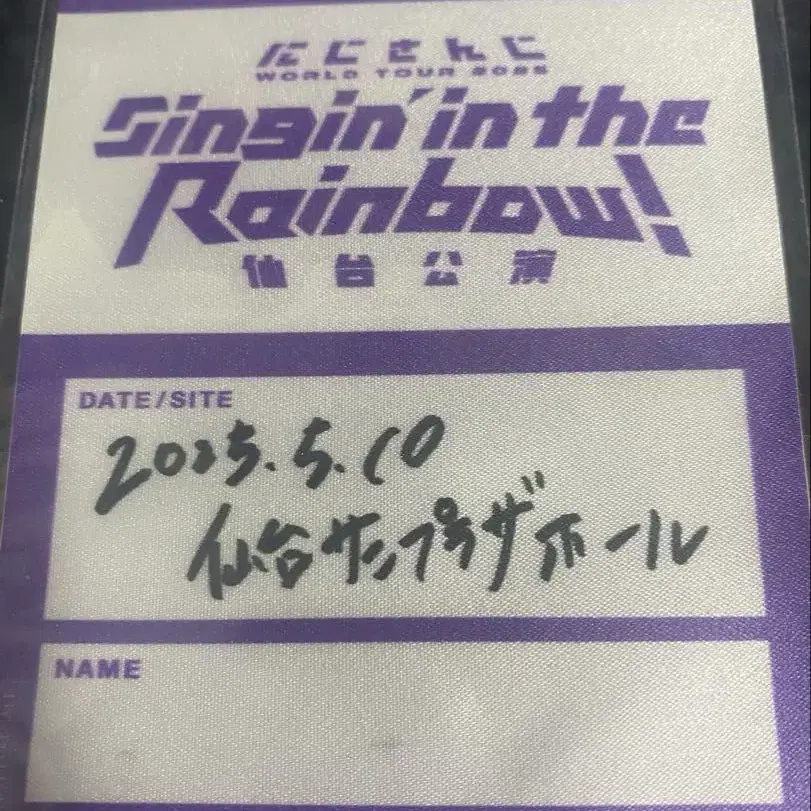 にじさんじ
WORLD TOUR 2025
Singin' in the
Rainbow!
仙台公演
DATE/SITE
2025.5.10
仙台サンプラザホール
NAME